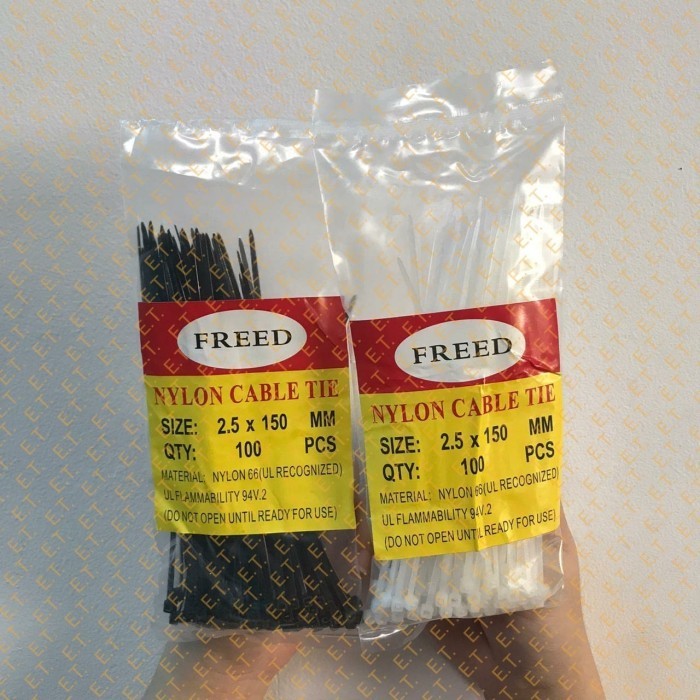 FREED
NYLON CABLE TIE
SIZE: 2.5 x 150 MM
QTY: 100 PCS
MATERIAL: NYLON 66(UL RECOGNIZED)
UL FLAMMABILITY 94V.2
(DO NOT OPEN UNTIL READY FOR USE)
FREED
NYLON CABLE TIE
SIZE: 2.5 x 150 MM
QTY: 100 PCS
MATERIAL: NYLON 66(UL RECOGNIZED)
UL FLAMMABILITY 94V.2
(DO NOT OPEN UNTIL READY FOR USE)
E.T.